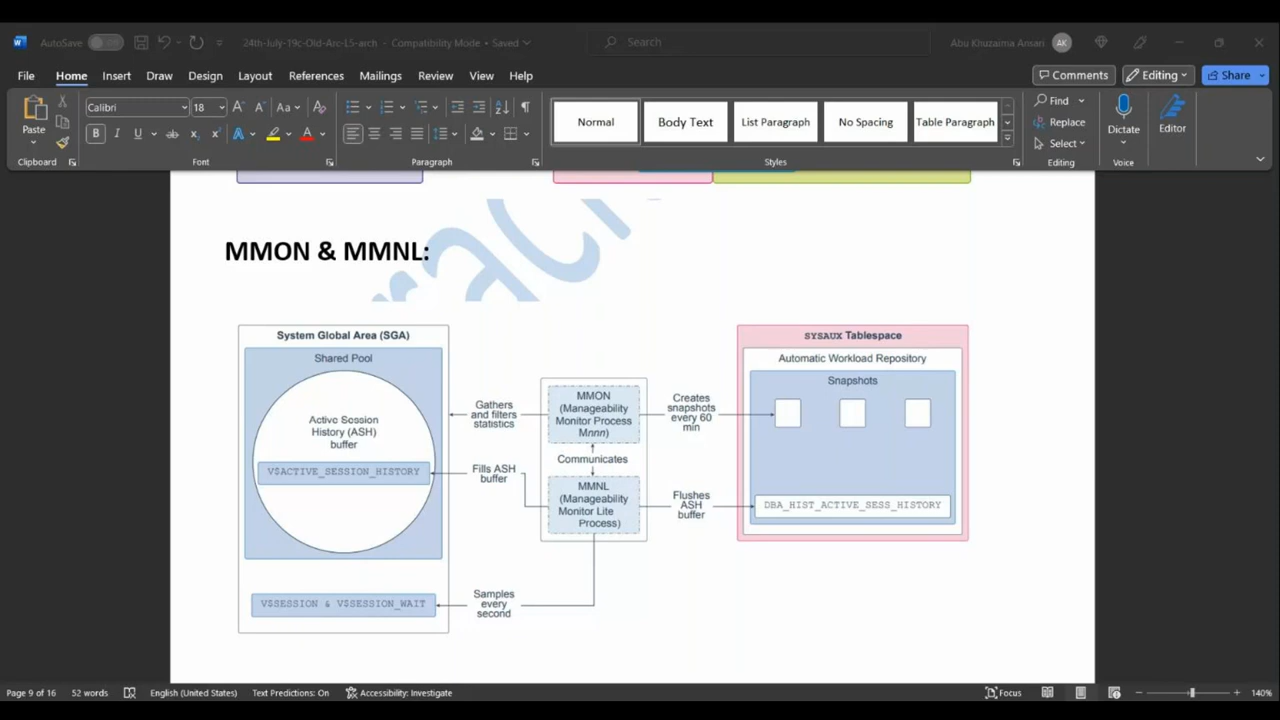 AutoSave
24th-July-19c-Old-Arc-L5-arch - Compatibility Mode • Saved
Search
Abu Khuzaima Ansari
AK
File Home Insert Draw Design Layout References Mailings Review View Help
Comments
Editing
Share
Paste
Clipboard
Calibri
18
Font
Paragraph
Normal
Body Text
List Paragraph
No Spacing
Table Paragraph
Styles
Find
Replace
Select
Editing
Dictate
Voice
Editor
MMON & MMNL:
System Global Area (SGA)
Shared Pool
Active Session
History (ASH)
buffer
V$ACTIVE_SESSION_HISTORY
V$SESSION & V$SESSION_WAIT
Gathers
and filters
statistics
Fills ASH
buffer
Samples
every
second
MMON
(Manageability
Monitor Process
Mnnn)
Communicates
MMNL
(Manageability
Monitor Lite
Process)
Creates
snapshots
every 60
min
Flushes
ASH
buffer
SYSAUX Tablespace
Automatic Workload Repository
Snapshots
DBA_HIST_ACTIVE_SESS_HISTORY
Page 9 of 16
52 words
English (United States)
Text Predictions: On
Accessibility: Investigate
Focus
140%